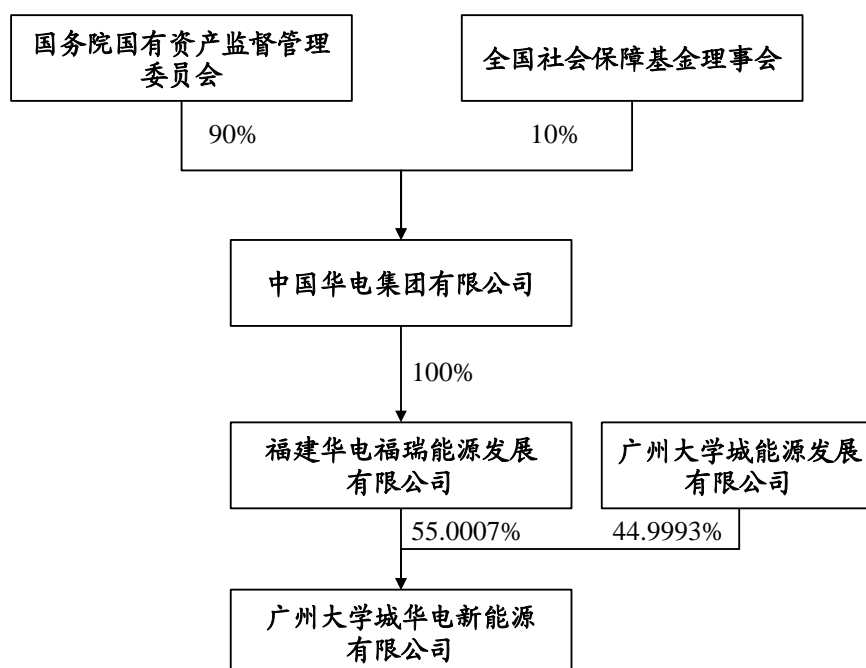 国务院国有资产监督管理
委员会
全国社会保障基金理事会
90%
10%
中国华电集团有限公司
100%
福建华电福瑞能源发展
有限公司
广州大学城能源发展
有限公司
55.0007%
44.9993%
广州大学城华电新能源
有限公司